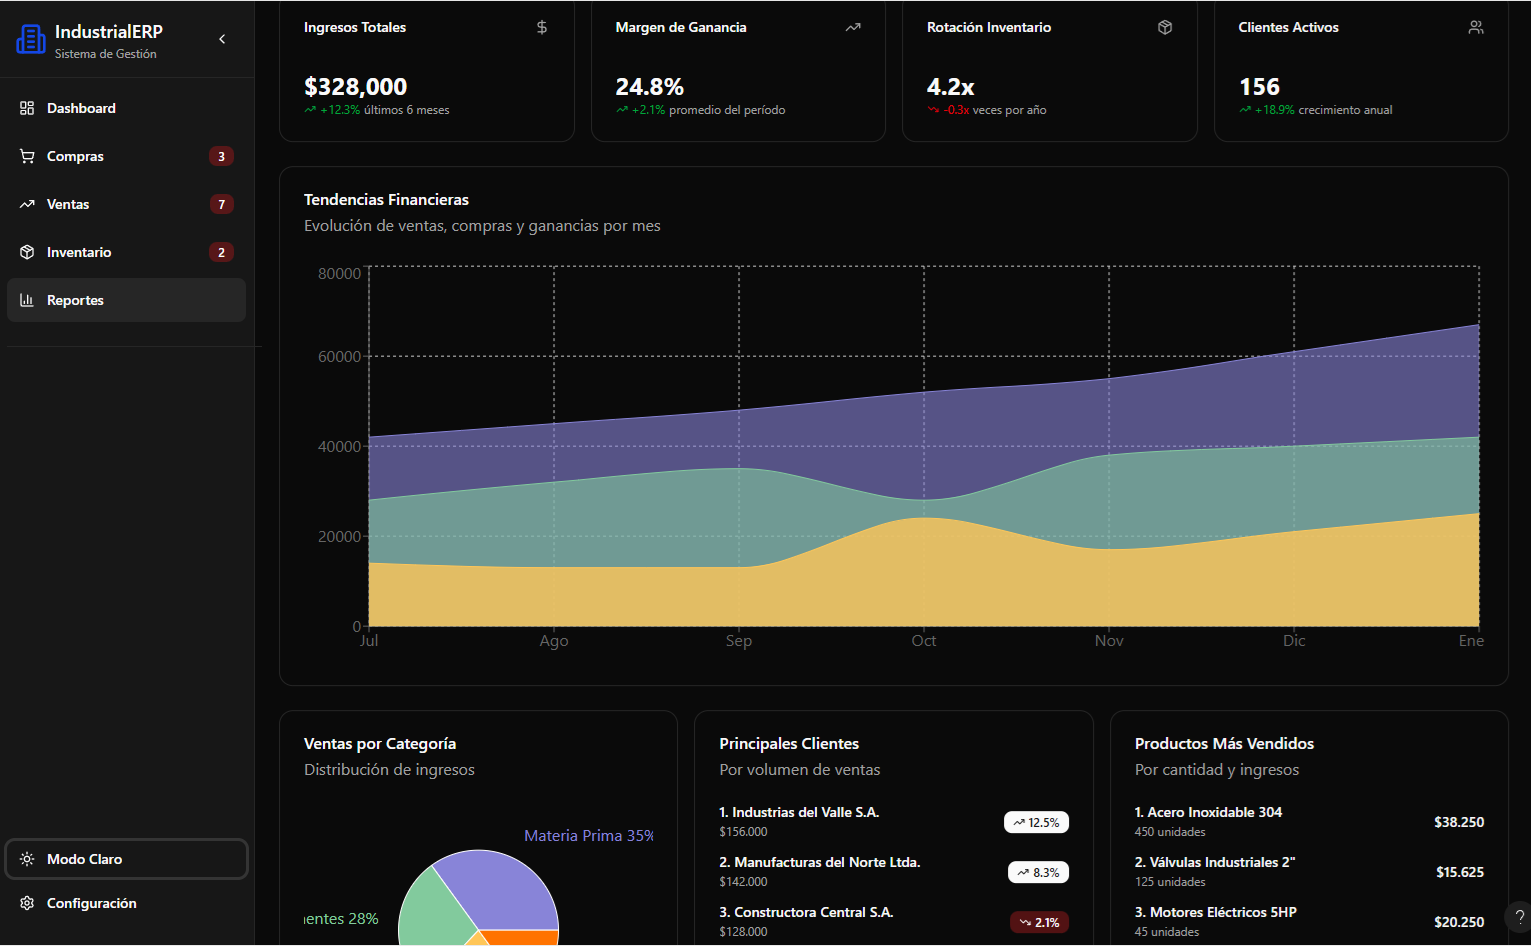 IndustrialERP
Sistema de Gestión
Dashboard
Compras
3
Ventas
7
Inventario
2
Reportes
Modo Claro
Configuración
Ingresos Totales
$328,000
+12.3% últimos 6 meses
Margen de Ganancia
24.8%
+2.1% promedio del período
Rotación Inventario
4.2x
-0.3x veces por año
Clientes Activos
156
+18.9% crecimiento anual
Tendencias Financieras
Evolución de ventas, compras y ganancias por mes
80000
60000
40000
20000
0
Jul Ago Sep Oct Nov Dic Ene
Ventas por Categoría
Distribución de ingresos
Materia Prima 35%
nentes 28%
Principales Clientes
Por volumen de ventas
1. Industrias del Valle S.A.
$156.000
12.5%
2. Manufacturas del Norte Ltda.
$142.000
8.3%
3. Constructora Central S.A.
$128.000
2.1%
Productos Más Vendidos
Por cantidad y ingresos
1. Acero Inoxidable 304
450 unidades
$38.250
2. Válvulas Industriales 2"
125 unidades
$15.625
3. Motores Eléctricos 5HP
45 unidades
$20.250
?